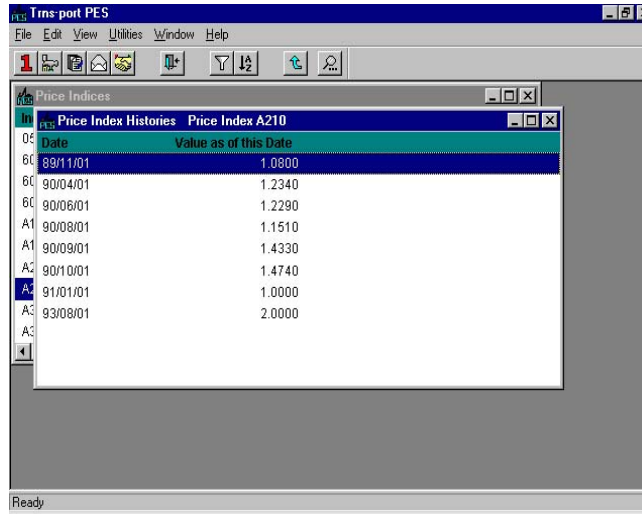 Trns·port PES
File Edit View Utilities Window Help
Price Indices
Price Index Histories Price Index A210
Date Value as of this Date
89/11/01 1.0800
90/04/01 1.2340
90/06/01 1.2290
90/08/01 1.1510
90/09/01 1.4330
90/10/01 1.4740
91/01/01 1.0000
93/08/01 2.0000
Ready